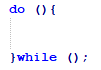 do (){
}while ();